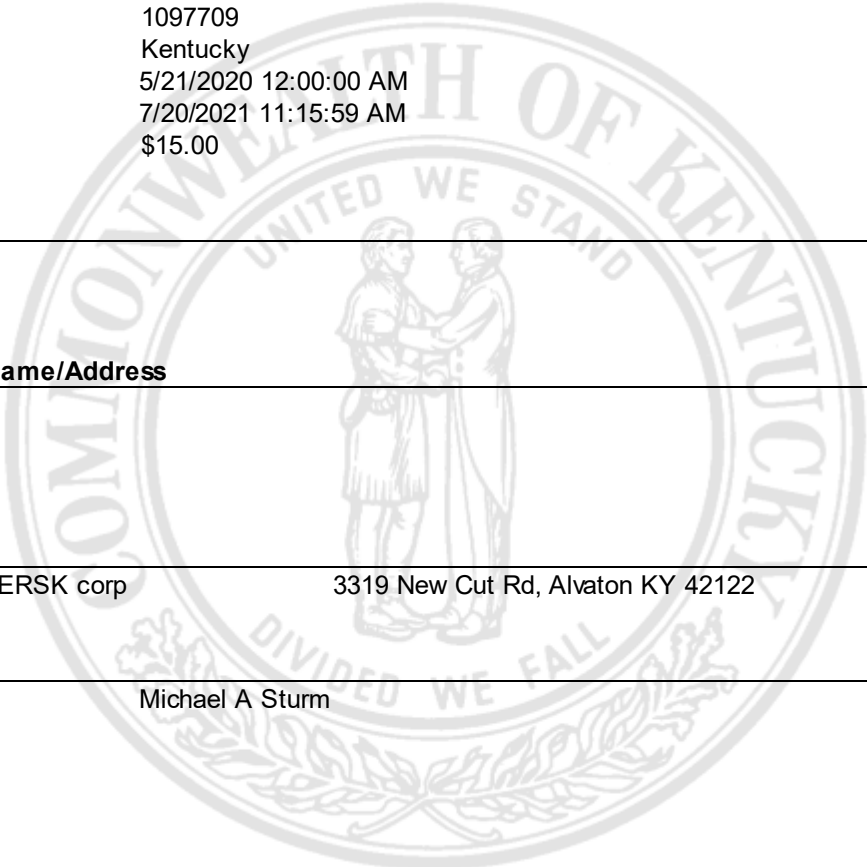 1097709
Kentucky
5/21/2020 12:00:00 AM
7/20/2021 11:15:59 AM
$15.00
COMMONWEALTH OF KENTUCKY
UNITED WE STAND
ame/Address
ERSK corp 3319 New Cut Rd, Alvaton KY 42122
DIVIDED WE FALL
Michael A Sturm